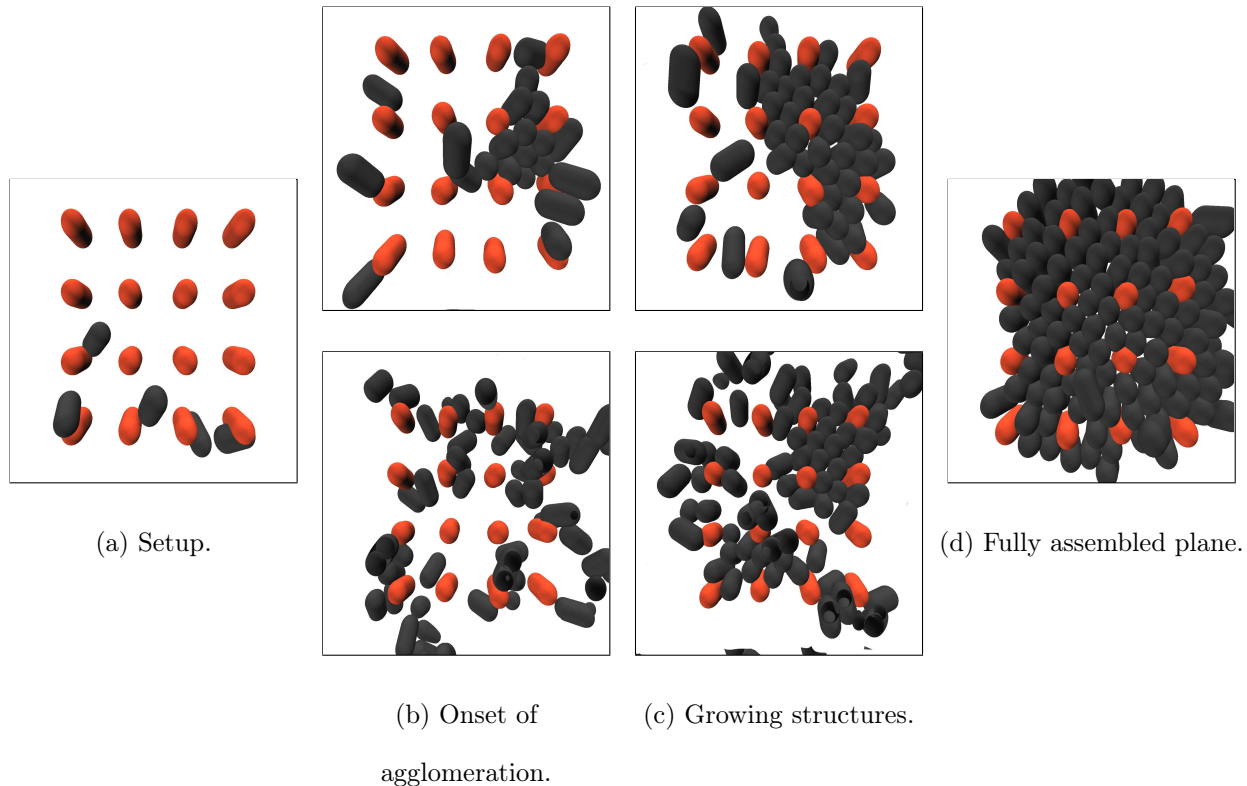 (a) Setup.
(d) Fully assembled plane.
(b) Onset of
agglomeration.
(c) Growing structures.